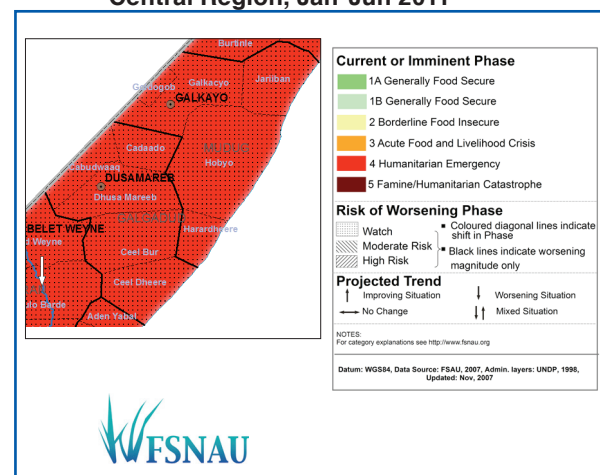 Central Region, Jan-Jun 2011
Burtinle
Jariiban
Galkacyo
Goldogob
GALKAYO
MUDUG
Cadaado
Hobyo
Cabudwaaq
DUSAMAREB
Dhusa Mareeb
GALGADUD
Harardheere
BELET WEYNE
Weyne
Ceel Bur
Ceel Dheere
lo Barde
Aden Yabal
Current or Imminent Phase
1A Generally Food Secure
1B Generally Food Secure
2 Borderline Food Insecure
3 Acute Food and Livelihood Crisis
4 Humanitarian Emergency
5 Famine/Humanitarian Catastrophe
Risk of Worsening Phase
Watch
Moderate Risk
High Risk
▪ Coloured diagonal lines indicate
shift in Phase
▪ Black lines indicate worsening
magnitude only
Projected Trend
↑ Improving Situation
↓ Worsening Situation
↔ No Change
↓↑ Mixed Situation
NOTES:
For category explanations see http://www.fsnau.org
Datum: WGS84, Data Source: FSAU, 2007, Admin. layers: UNDP, 1998,
Updated: Nov, 2007
FSNAU